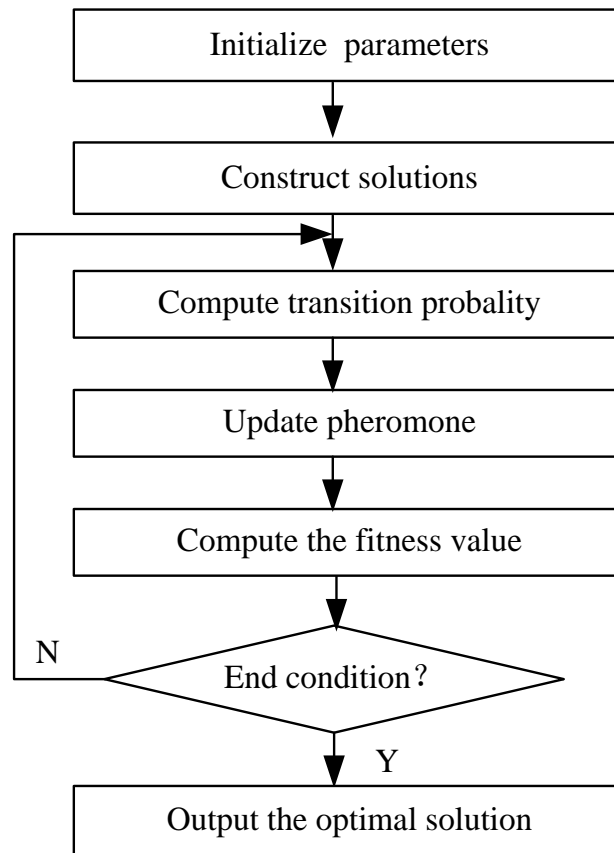 Initialize parameters
Construct solutions
Compute transition probality
Update pheromone
Compute the fitness value
N
End condition？
Y
Output the optimal solution